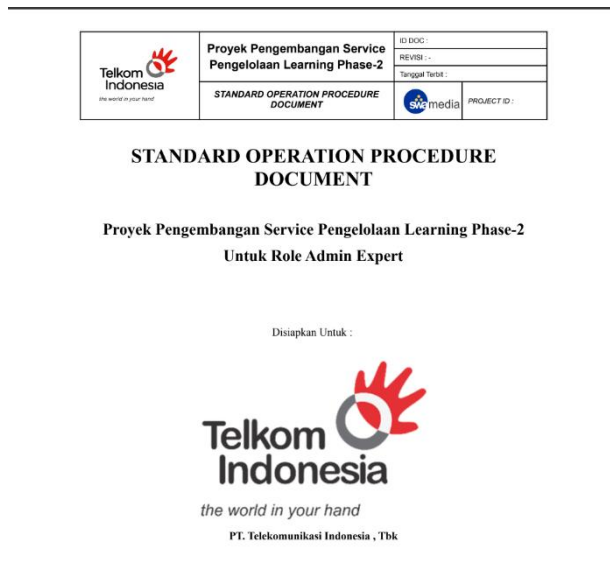 Telkom
Indonesia
the world in your hand
Proyek Pengembangan Service
Pengelolaan Learning Phase-2
STANDARD OPERATION PROCEDURE
DOCUMENT
ID DOC :
REVISI : -
Tanggal Terbit :
swamedia
PROJECT ID :
STANDARD OPERATION PROCEDURE
DOCUMENT
Proyek Pengembangan Service Pengelolaan Learning Phase-2
Untuk Role Admin Expert
Disiapkan Untuk :
Telkom
Indonesia
the world in your hand
PT. Telekomunikasi Indonesia , Tbk